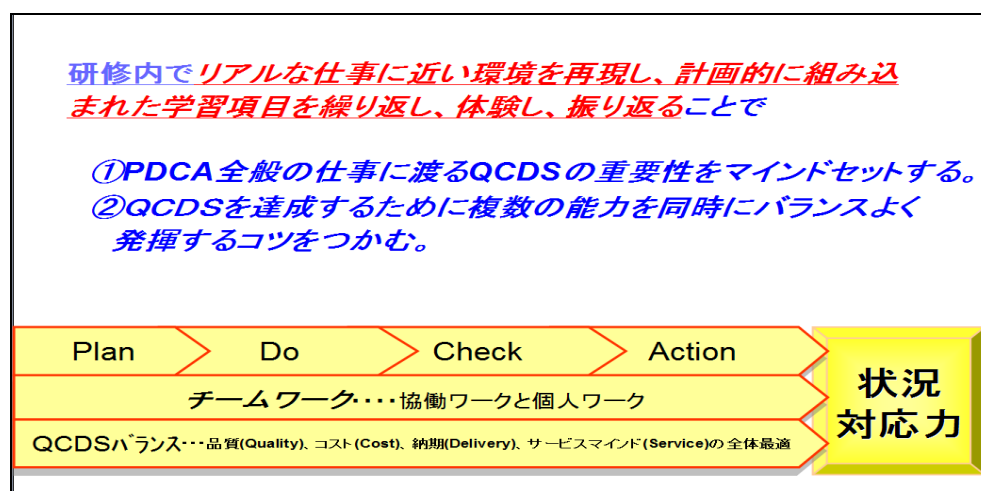 研修内でリアルな仕事に近い環境を再現し、計画的に組み込
まれた学習項目を繰り返し、体験し、振り返ることで
①PDCA全般の仕事に渡るQCDSの重要性をマインドセットする。
②QCDSを達成するために複数の能力を同時にバランスよく
発揮するコツをつかむ。
Plan Do Check Action
チームワーク････協働ワークと個人ワーク
QCDSﾊﾞﾗﾝｽ･･･品質(Quality)、コスト(Cost)、納期(Delivery)、サービスマインド(Service)の全体最適
状況
対応力